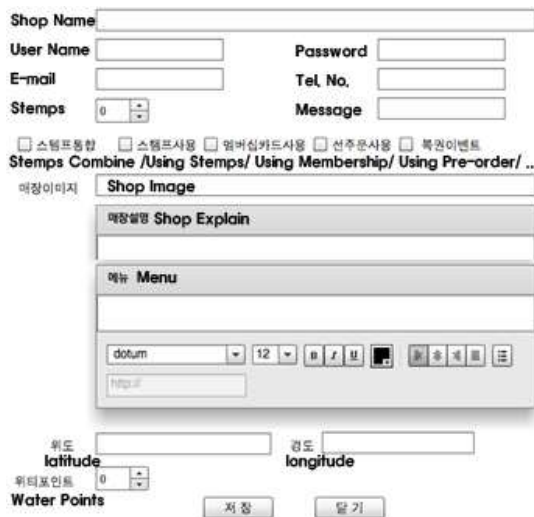 Shop Name
User Name Password
E-mail Tel. No.
Stemps 0 Message
스템프통합 스탬프사용 멤버십카드사용 선주문사용 복권이벤트
Stemps Combine /Using Stemps/ Using Membership/ Using Pre-order/ ..
매장이미지 Shop Image
매장설명 Shop Explain
메뉴 Menu
dotum 12 B I U
http://
위도 경도
latitude longitude
워터포인트 0
Water Points
저 장 닫 기